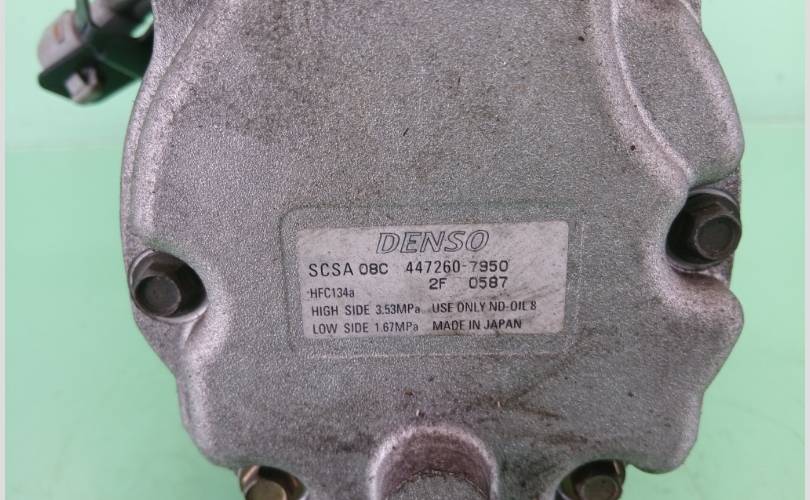 DENSO
SCSA 08C 447260-7950
2F 0587
HFC134a
HIGH SIDE 3.53MPa USE ONLY ND-OIL 8
LOW SIDE 1.67MPa MADE IN JAPAN